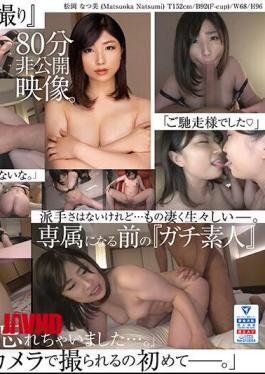 撮り』
松岡 なつ美 (Matsuoka Natsumi) T152cm/B92(F-cup)/W68/E96
80分
非公開
映像。
「ご馳走様でした♡」
ないな。」
派手さはないけれど…もの凄く生々しい―。
専属になる前の『ガチ素人』
忘れちゃいました…。」
JAVHD
カメラで撮られるの初めて―。」